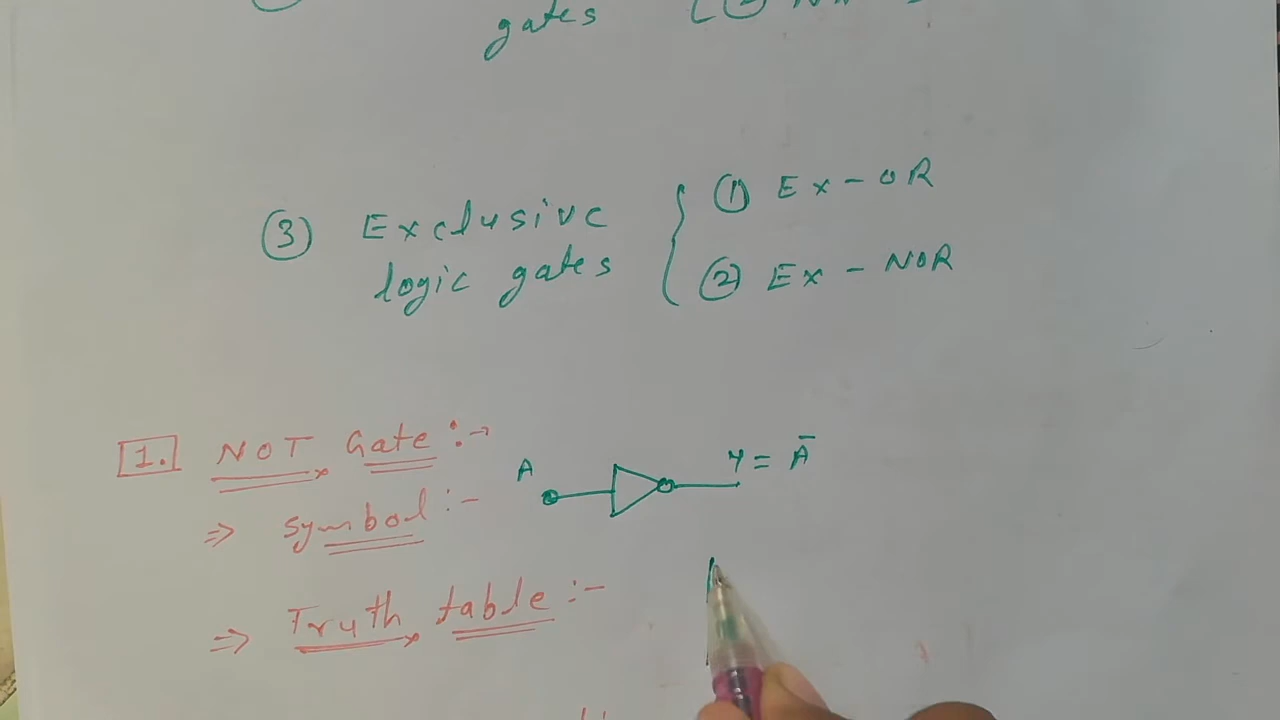 gates
③ Exclusive
logic gates
① Ex - OR
② Ex - NOR
1. NOT Gate :-
⇒ Symbol :-
A
Y = Ā
⇒ Truth table :-